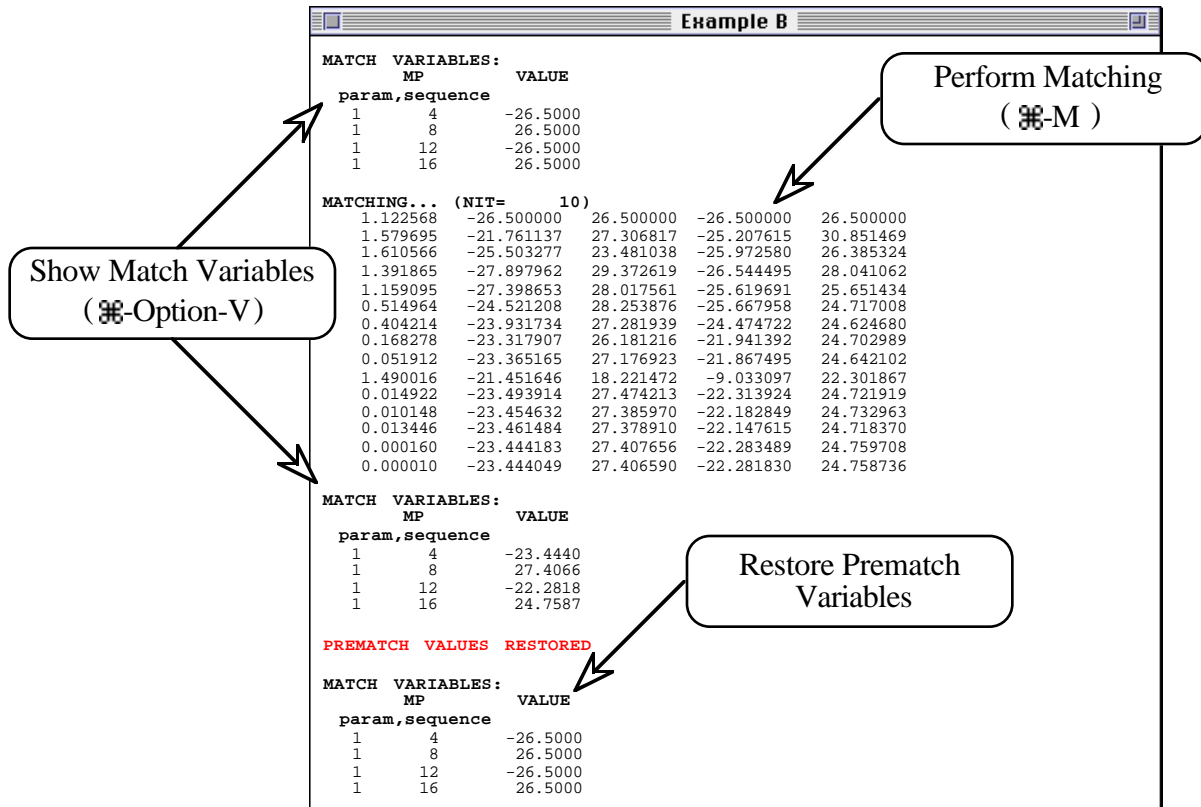 Example B
MATCH VARIABLES:
MP VALUE
param,sequence
1 4 -26.5000
1 8 26.5000
1 12 -26.5000
1 16 26.5000
Perform Matching
( ⌘-M )
MATCHING... (NIT= 10)
1.122568 -26.500000 26.500000 -26.500000 26.500000
1.579695 -21.761137 27.306817 -25.207615 30.851469
1.610566 -25.503277 23.481038 -25.972580 26.385324
1.391865 -27.897962 29.372619 -26.544495 28.041062
1.159095 -27.398653 28.017561 -25.619691 25.651434
0.514964 -24.521208 28.253876 -25.667958 24.717008
0.404214 -23.931734 27.281939 -24.474722 24.624680
0.168278 -23.317907 26.181216 -21.941392 24.702989
0.051912 -23.365165 27.176923 -21.867495 24.642102
1.490016 -21.451646 18.221472 -9.033097 22.301867
0.014922 -23.493914 27.474213 -22.313924 24.721919
0.010148 -23.454632 27.385970 -22.182849 24.732963
0.013446 -23.461484 27.378910 -22.147615 24.718370
0.000160 -23.444183 27.407656 -22.283489 24.759708
0.000010 -23.444049 27.406590 -22.281830 24.758736
Show Match Variables
( ⌘-Option-V)
MATCH VARIABLES:
MP VALUE
param,sequence
1 4 -23.4440
1 8 27.4066
1 12 -22.2818
1 16 24.7587
Restore Prematch
Variables
PREMATCH VALUES RESTORED
MATCH VARIABLES:
MP VALUE
param,sequence
1 4 -26.5000
1 8 26.5000
1 12 -26.5000
1 16 26.5000